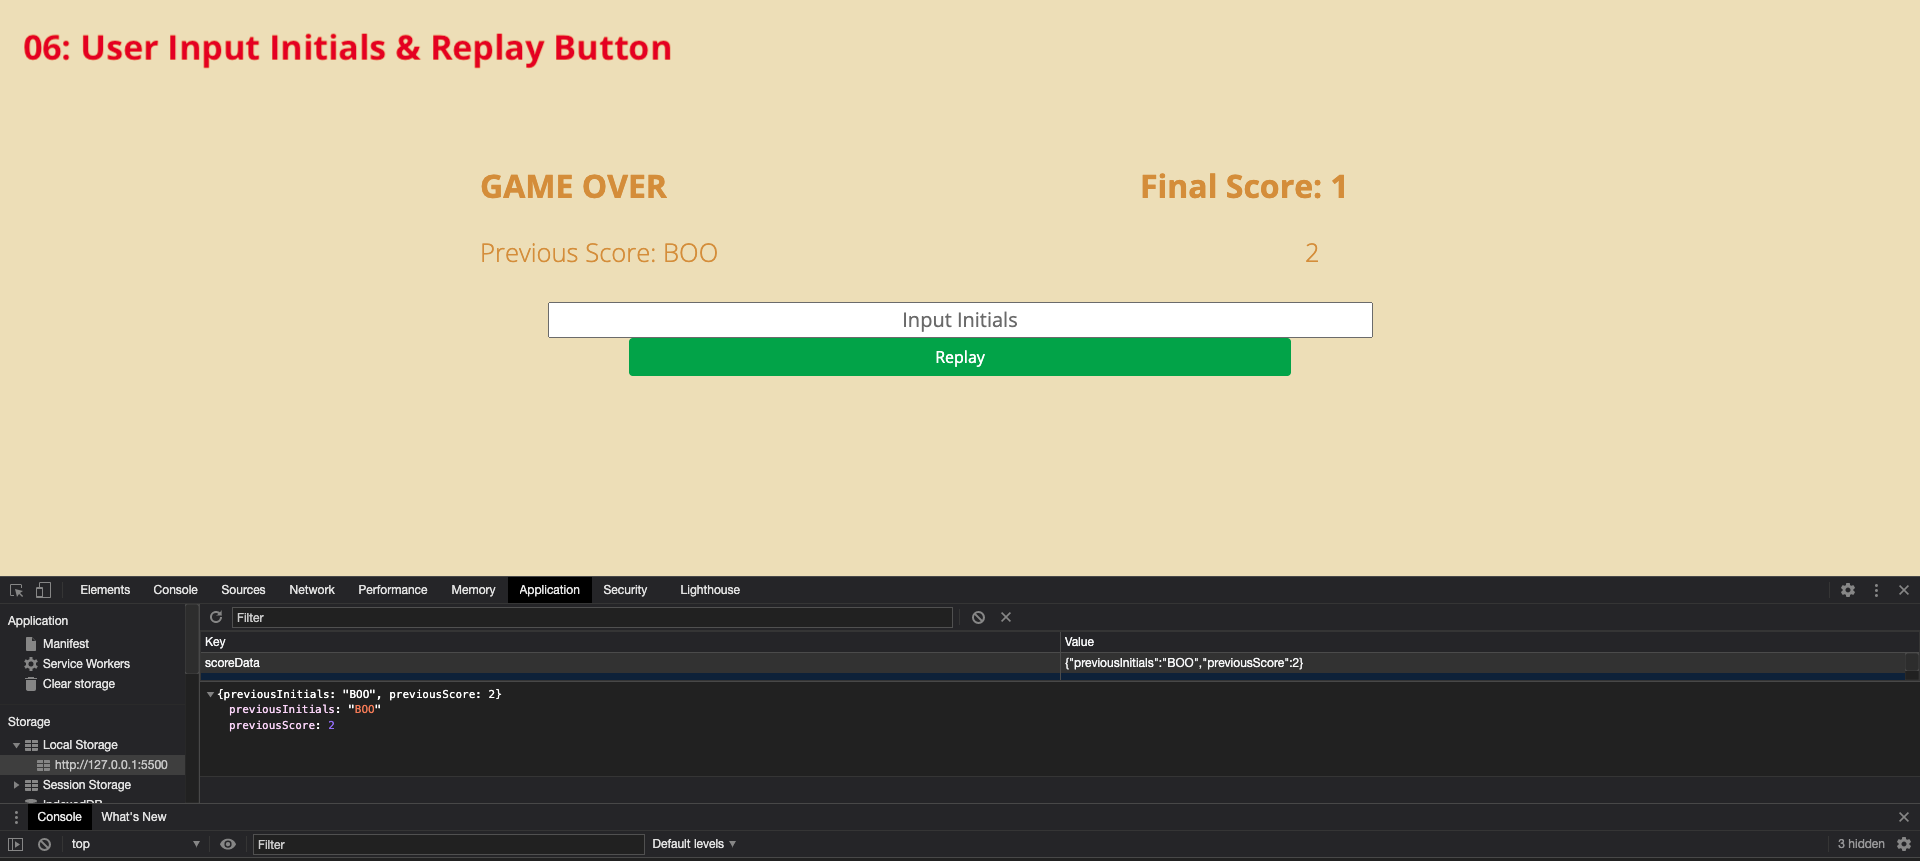 06: User Input Initials & Replay Button
GAME OVER Final Score: 1
Previous Score: BOO 2
Input Initials
Replay
Elements Console Sources Network Performance Memory Application Security Lighthouse
Application
Manifest
Service Workers
Clear storage
Storage
Local Storage
http://127.0.0.1:5500
Session Storage
IndexedDB
Filter
Key Value
scoreData {"previousInitials":"BOO","previousScore":2}
{previousInitials: "BOO", previousScore: 2}
previousInitials: "BOO"
previousScore: 2
Console What's New
top Filter Default levels 3 hidden